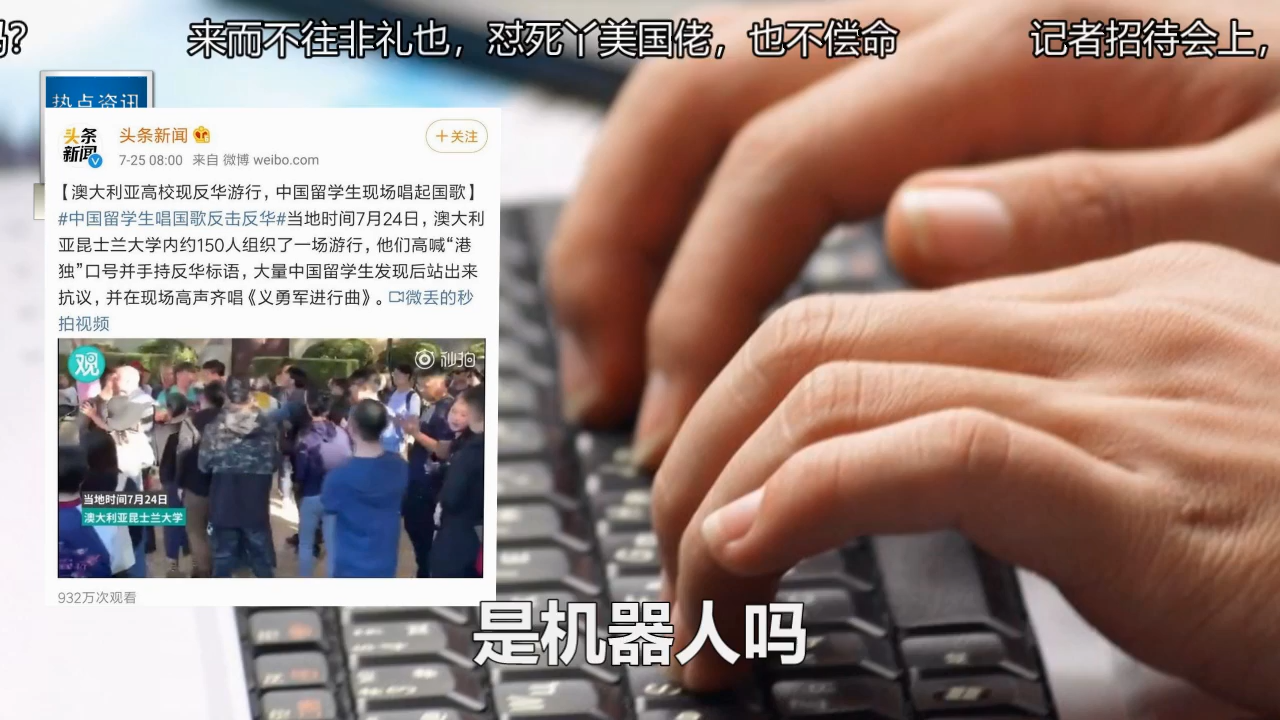 吗?
来而不往非礼也，怼死丫美国佬，也不偿命
记者招待会上，
热点资讯
头条
新闻
头条新闻
+关注
7-25 08:00 来自 微博 weibo.com
【澳大利亚高校现反华游行，中国留学生现场唱起国歌】
#中国留学生唱国歌反击反华#当地时间7月24日，澳大利
亚昆士兰大学内约150人组织了一场游行，他们高喊“港
独”口号并手持反华标语，大量中国留学生发现后站出来
抗议，并在现场高声齐唱《义勇军进行曲》。微丢的秒
拍视频
观
秒拍
当地时间7月24日
澳大利亚昆士兰大学
932万次观看
是机器人吗